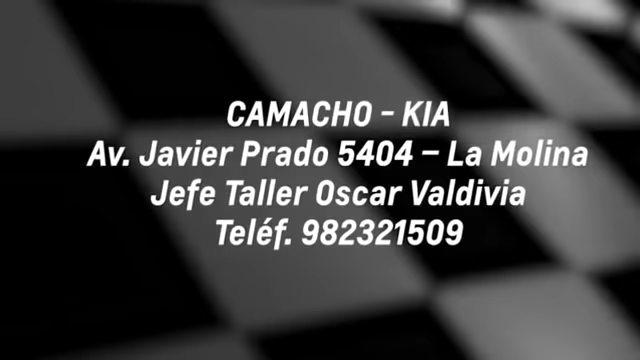 CAMACHO - KIA
Av. Javier Prado 5404 – La Molina
Jefe Taller Oscar Valdivia
Teléf. 982321509